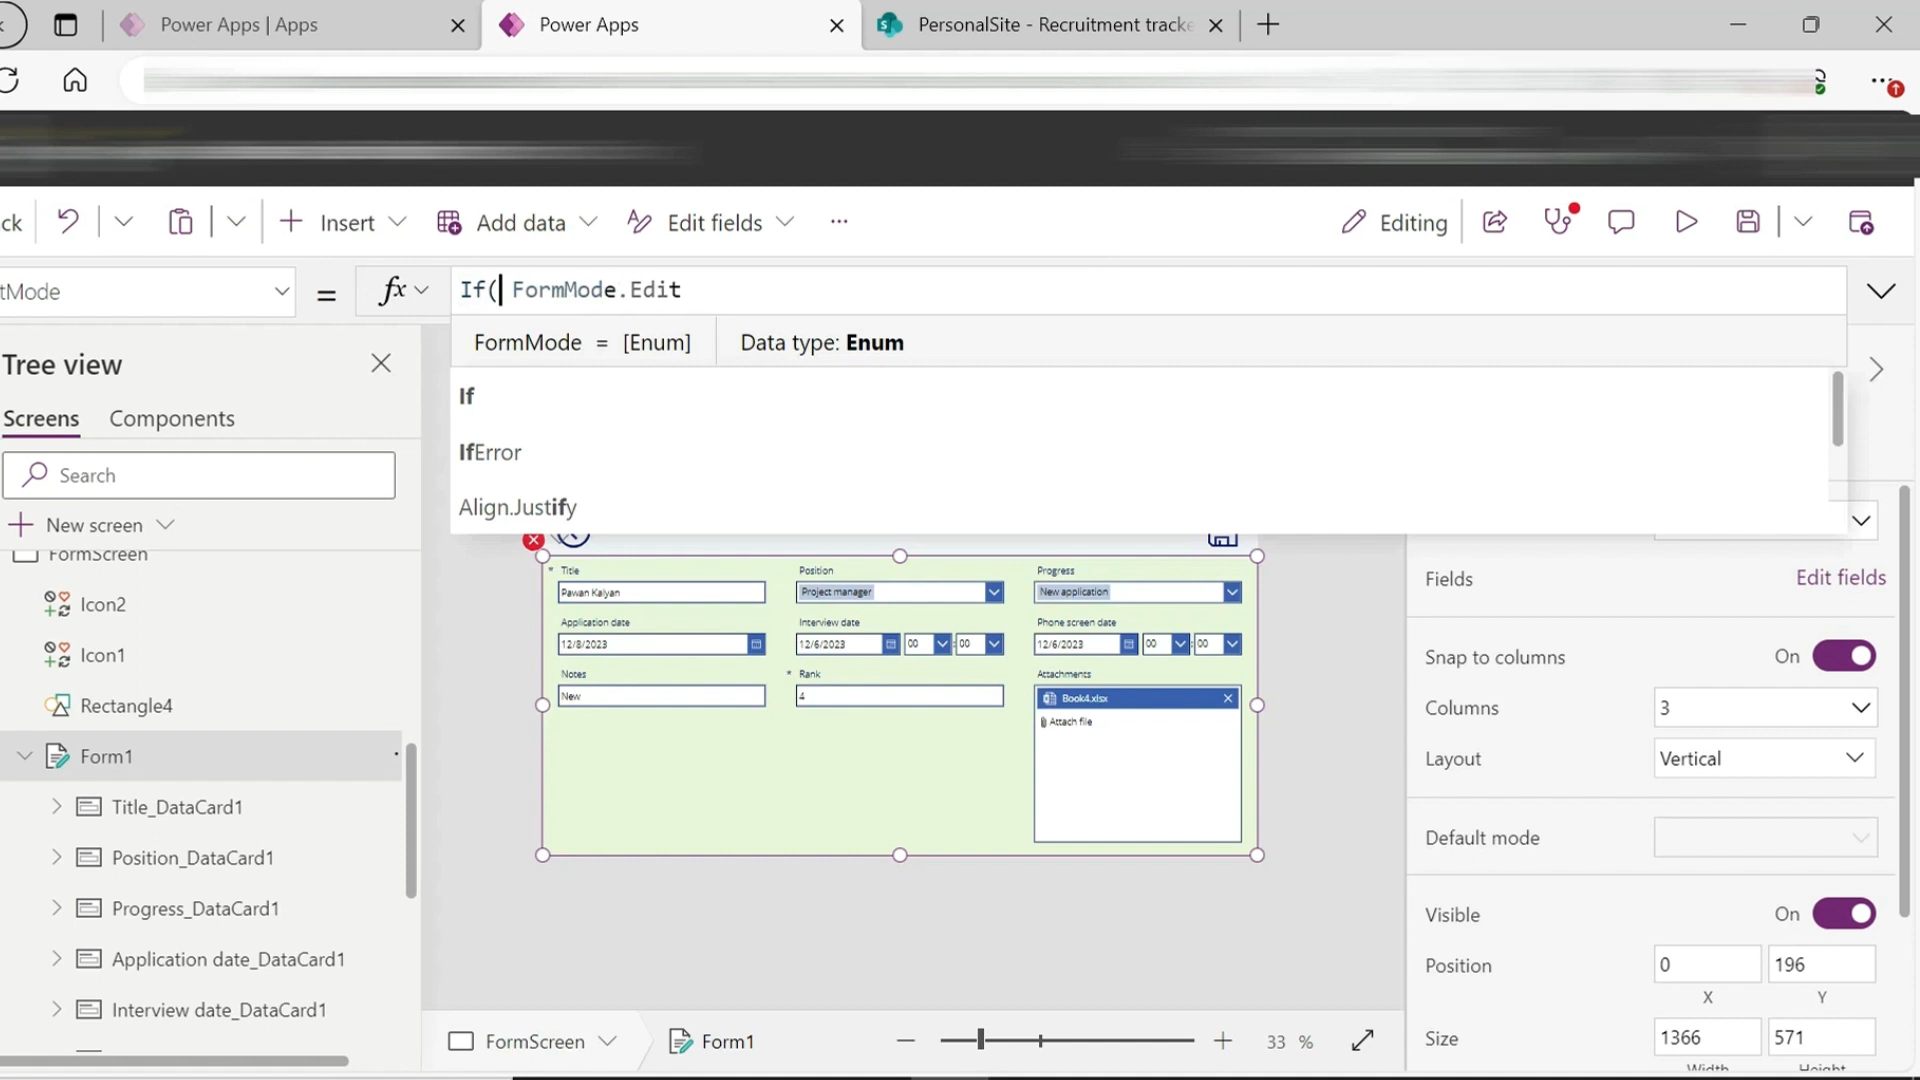 Power Apps | Apps
Power Apps
PersonalSite - Recruitment tracke
ck
Insert
Add data
Edit fields
...
Editing
tMode
=
fx
If( FormMode.Edit
FormMode = [Enum]
Data type: Enum
If
IfError
Align.Justify
Tree view
Screens
Components
Search
New screen
FormScreen
Icon2
Icon1
Rectangle4
Form1
Title_DataCard1
Position_DataCard1
Progress_DataCard1
Application date_DataCard1
Interview date_DataCard1
* Title
Position
Progress
Pawan Kalyan
Project manager
New application
Application date
Interview date
Phone screen date
12/8/2023
12/6/2023
00
:
00
12/6/2023
00
:
00
Notes
* Rank
Attachments
New
4
Book4.xlsx
Attach file
Fields
Edit fields
Snap to columns
On
Columns
3
Layout
Vertical
Default mode
Visible
On
Position
0
196
X
Y
Size
1366
571
Width
Height
FormScreen
Form1
33 %